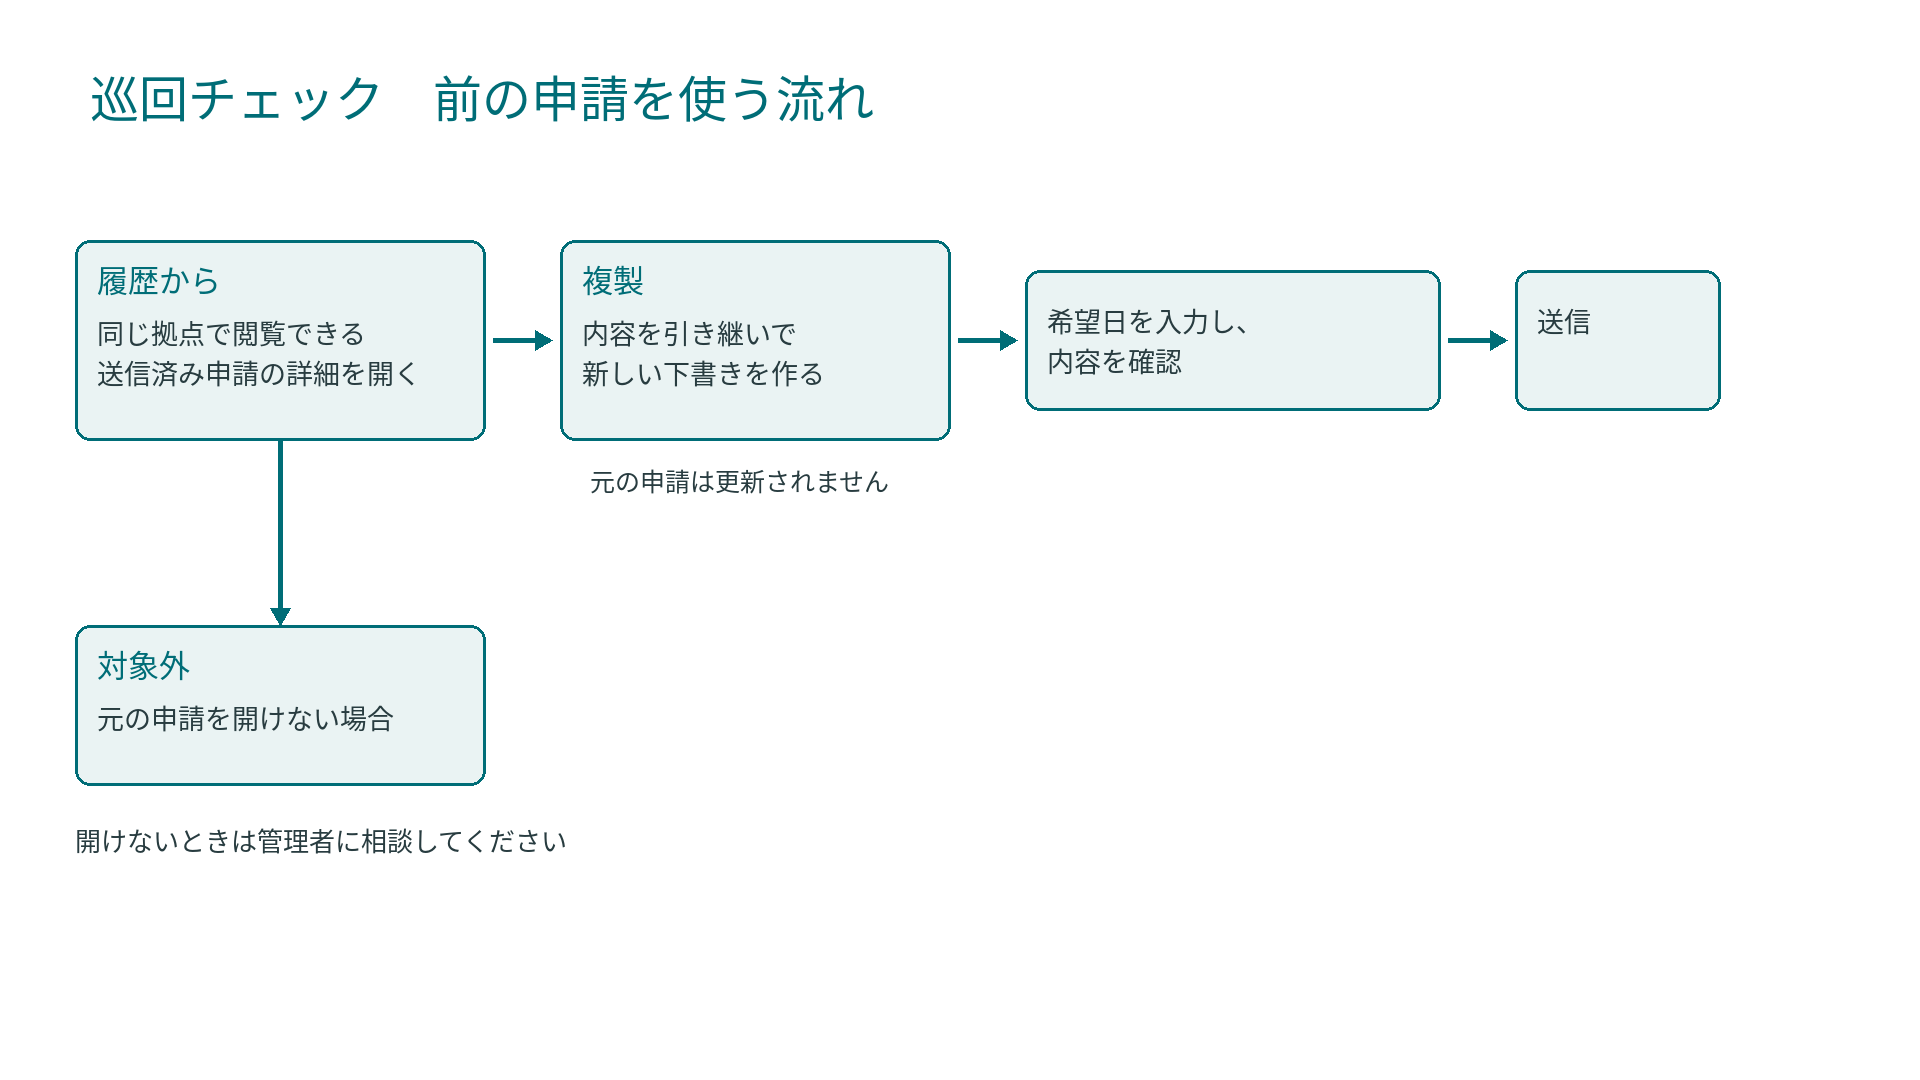 巡回チェック　前の申請を使う流れ
履歴から
同じ拠点で閲覧できる
送信済み申請の詳細を開く
複製
内容を引き継いで
新しい下書きを作る
元の申請は更新されません
希望日を入力し、
内容を確認
送信
対象外
元の申請を開けない場合
開けないときは管理者に相談してください